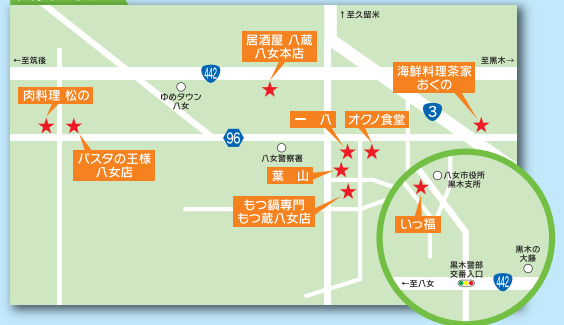 ↑至久留米
←至筑後
442
居酒屋 八蔵
八女本店
至黒木→
海鮮料理茶家
おくの
ゆめタウン
八女
肉料理 松の
3
一　八
オクノ食堂
96
八女警察署
パスタの王様
八女店
葉　山
八女市役所
黒木支所
もつ鍋専門
もつ蔵八女店
いっ福
黒木の
大藤
黒木警部
交番入口
←至八女
442